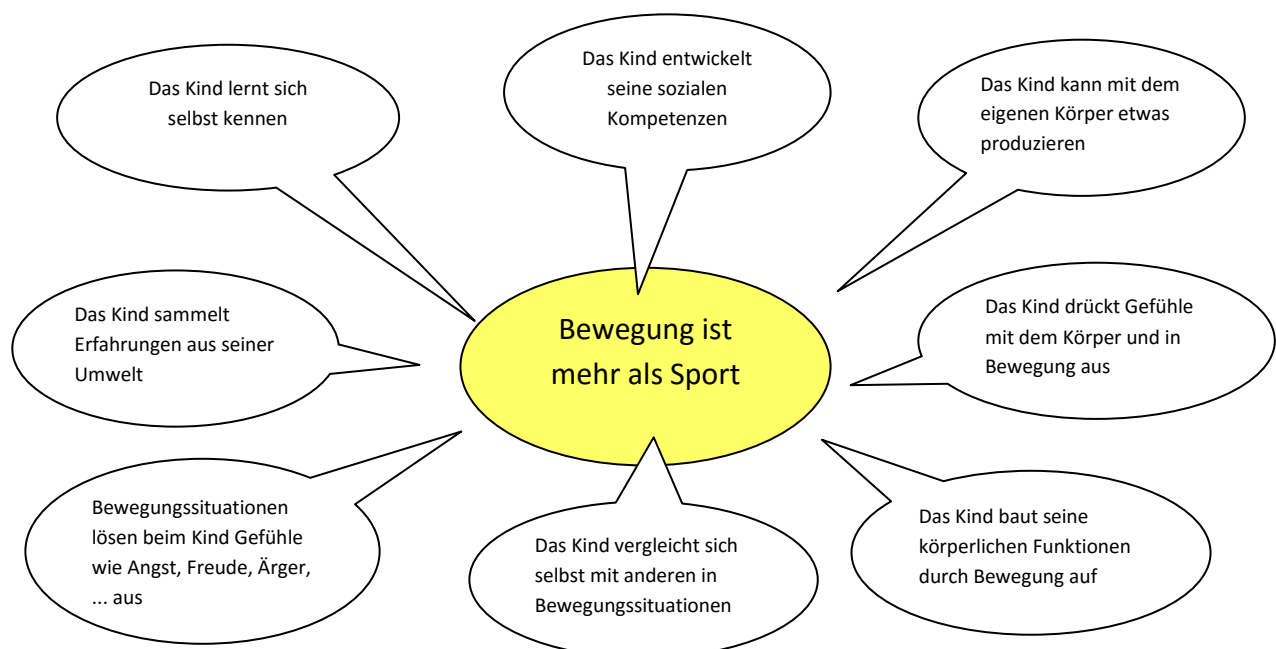 Das Kind lernt sich
selbst kennen
Das Kind entwickelt
seine sozialen
Kompetenzen
Das Kind kann mit dem
eigenen Körper etwas
produzieren
Das Kind sammelt
Erfahrungen aus seiner
Umwelt
Bewegung ist
mehr als Sport
Das Kind drückt Gefühle
mit dem Körper und in
Bewegung aus
Bewegungssituationen
lösen beim Kind Gefühle
wie Angst, Freude, Ärger,
... aus
Das Kind vergleicht sich
selbst mit anderen in
Bewegungssituationen
Das Kind baut seine
körperlichen Funktionen
durch Bewegung auf